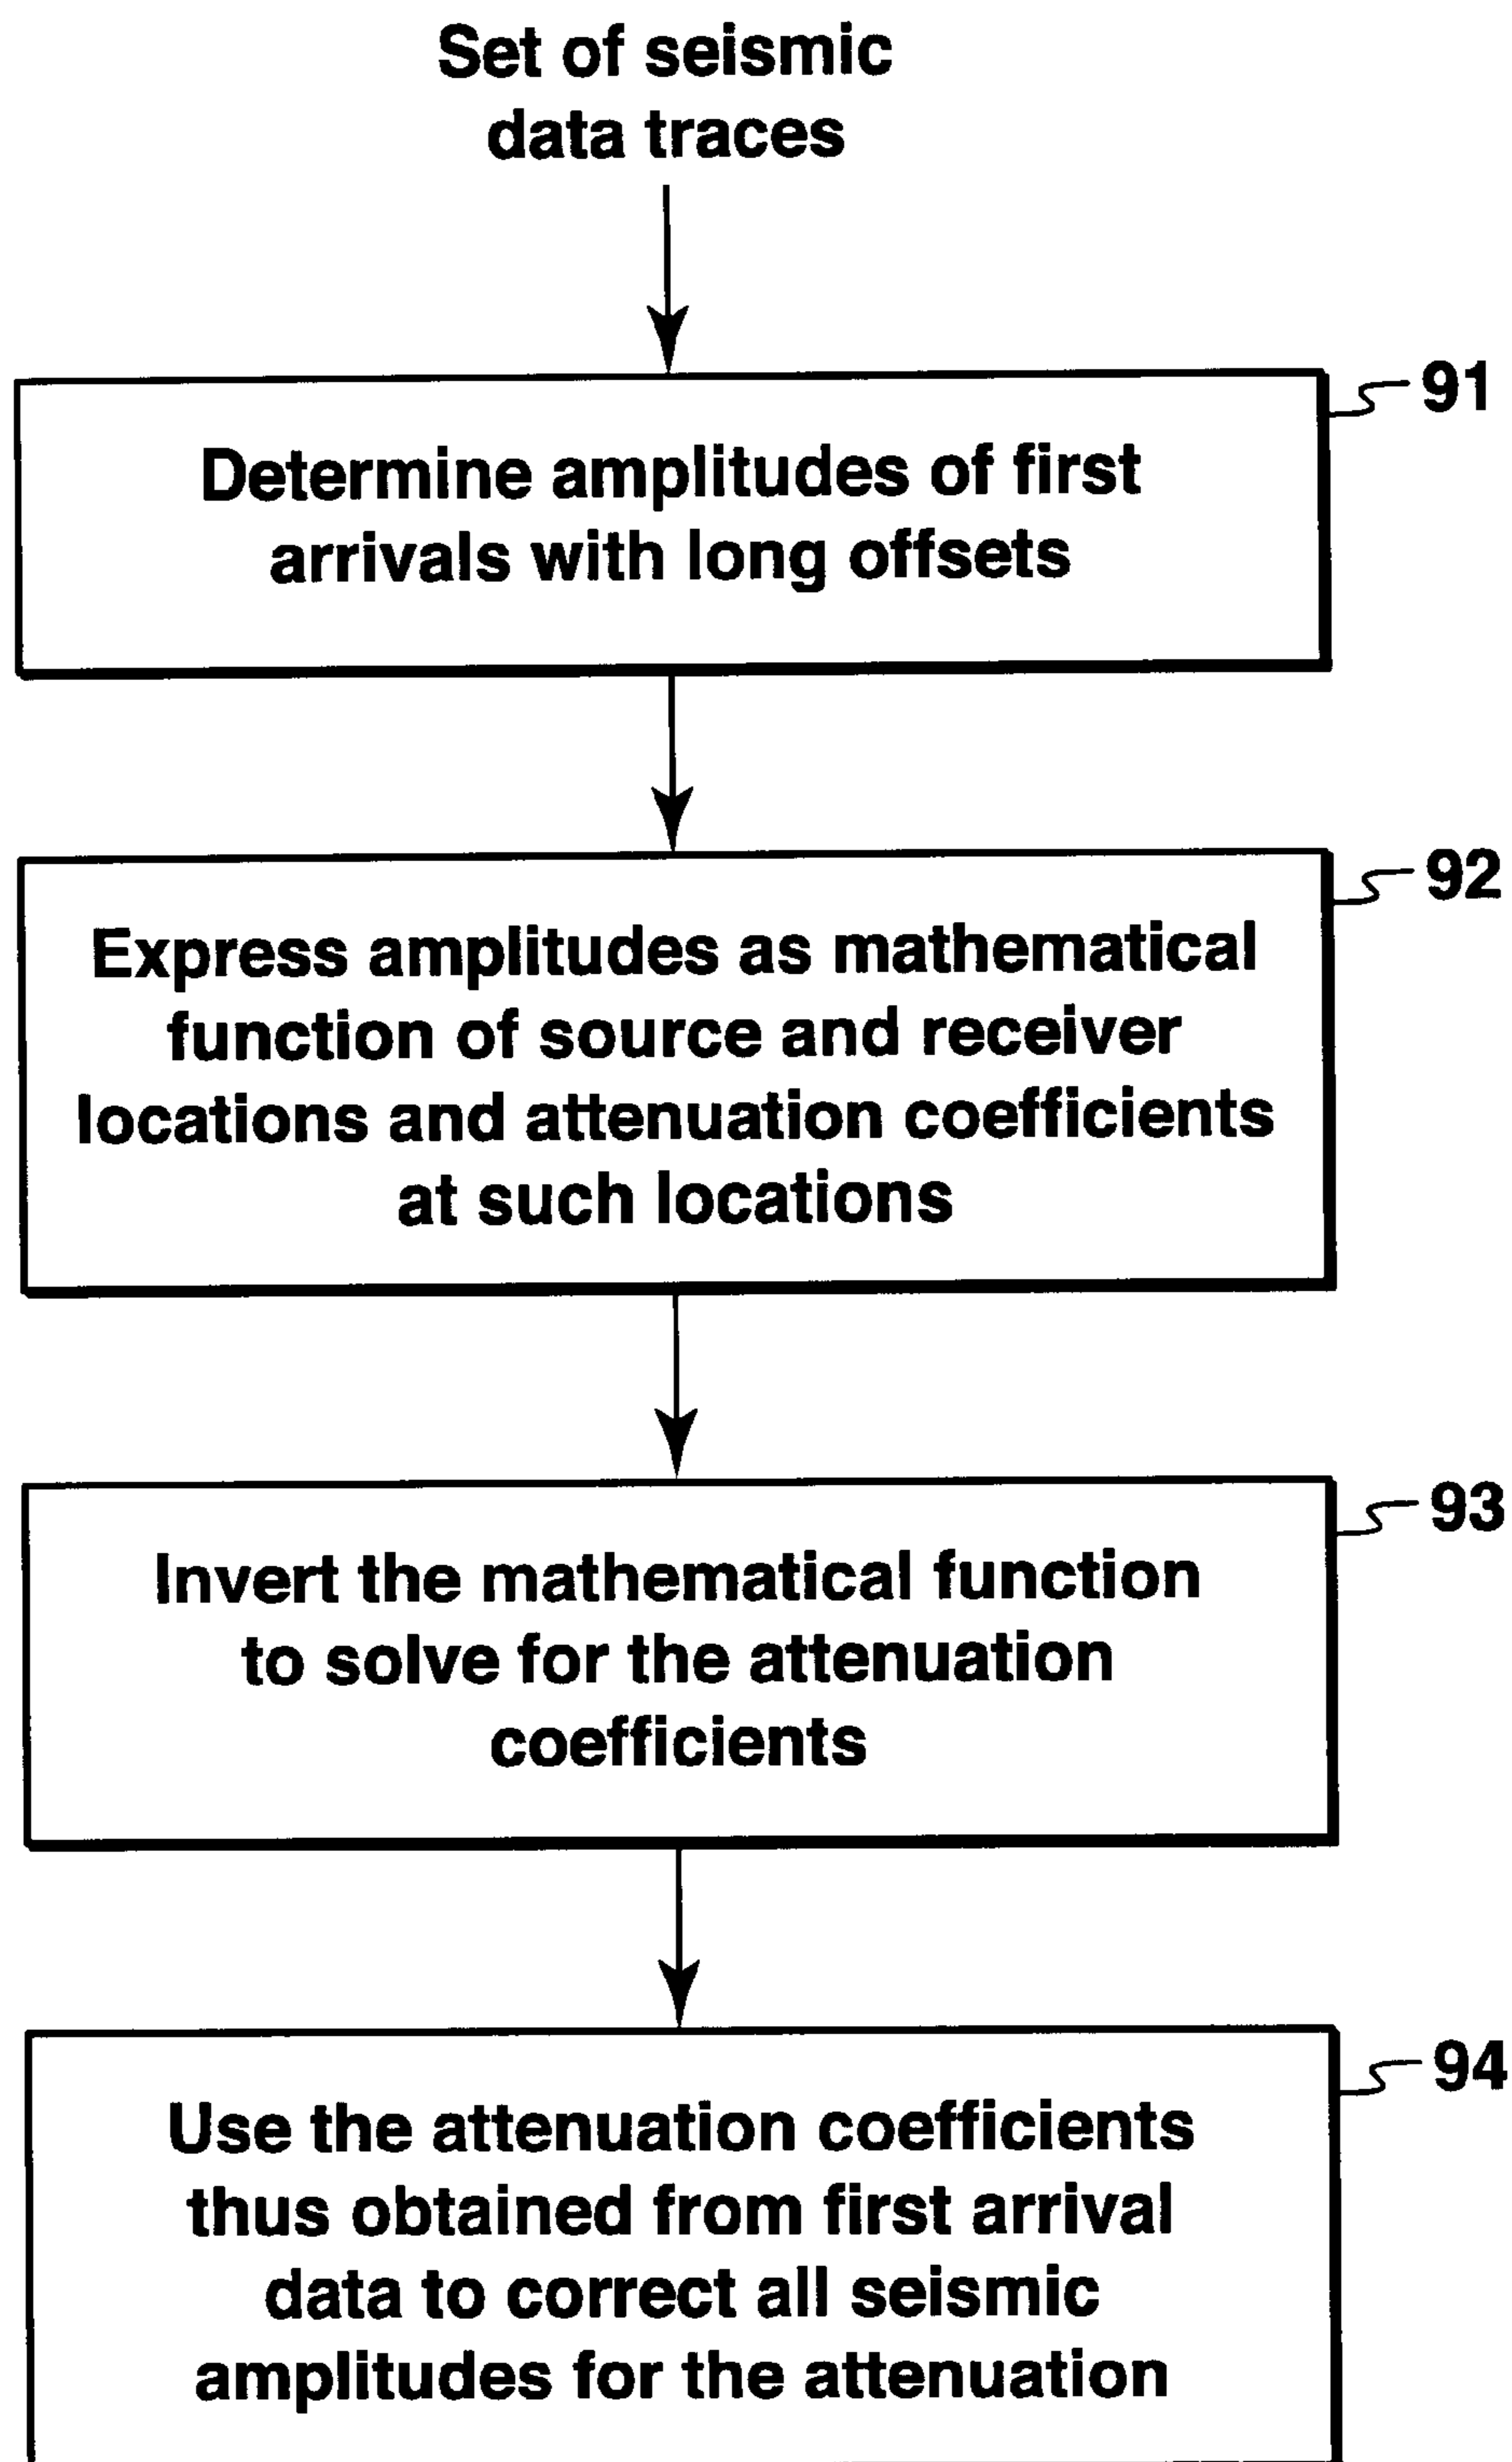 Set of seismic
data traces
91
Determine amplitudes of first
arrivals with long offsets
92
Express amplitudes as mathematical
function of source and receiver
locations and attenuation coefficients
at such locations
93
Invert the mathematical function
to solve for the attenuation
coefficients
94
Use the attenuation coefficients
thus obtained from first arrival
data to correct all seismic
amplitudes for the attenuation